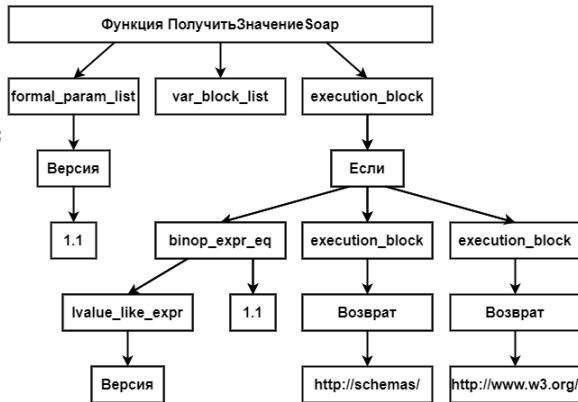 Функция ПолучитьЗначениеSoap
formal_param_list
var_block_list
execution_block
;
Версия
Если
1.1
binop_expr_eq
execution_block
execution_block
lvalue_like_expr
1.1
Возврат
Возврат
Версия
http://schemas/
http://www.w3.org/